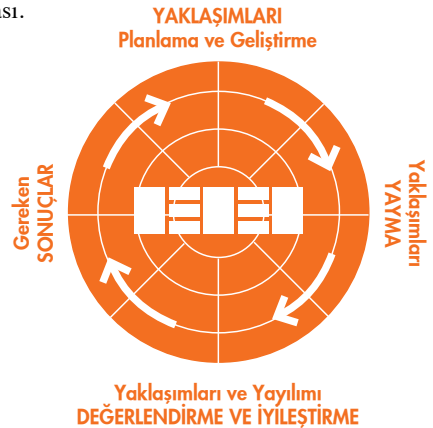 YAKLAŞIMLARI
Planlama ve Geliştirme
Gereken
SONUÇLAR
Yaklaşımları
YAYMA
Yaklaşımları ve Yayılımı
DEĞERLENDİRME VE İYİLEŞTİRME